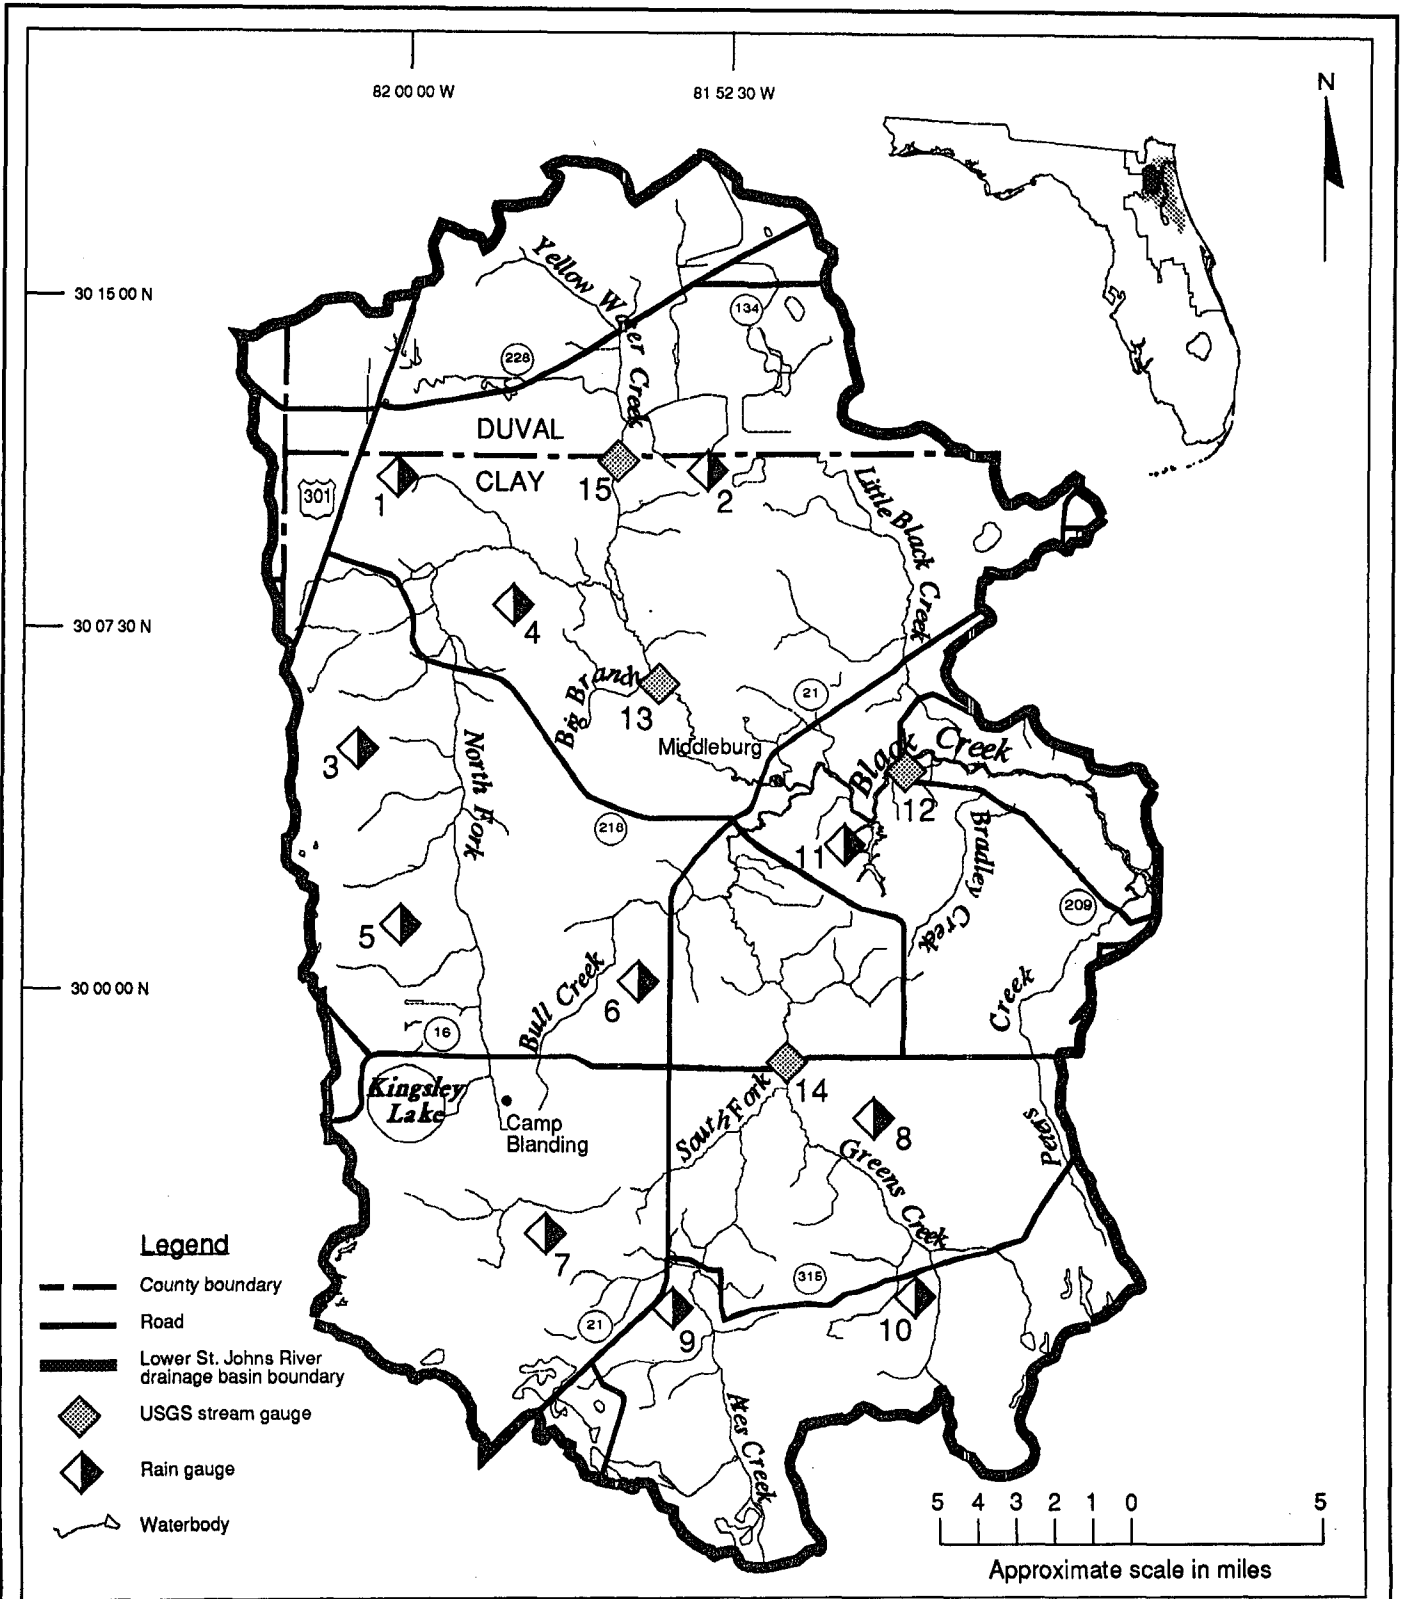 82 00 00 W
81 52 30 W
N
30 15 00 N
Yellow Water Creek
134
228
DUVAL
CLAY
301
1
15
2
Little Black Creek
30 07 30 N
4
Big Branch
13
21
Middleburg
3
North Fork
Black Creek
12
218
11
Bradley Creek
209
5
30 00 00 N
6
Bull Creek
16
Peters Creek
Kingsley
Lake
Camp
Blanding
14
South Fork
8
Greens Creek
7
315
21
9
10
Ates Creek
Legend
County boundary
Road
Lower St. Johns River
drainage basin boundary
USGS stream gauge
Rain gauge
Waterbody
5 4 3 2 1 0 5
Approximate scale in miles